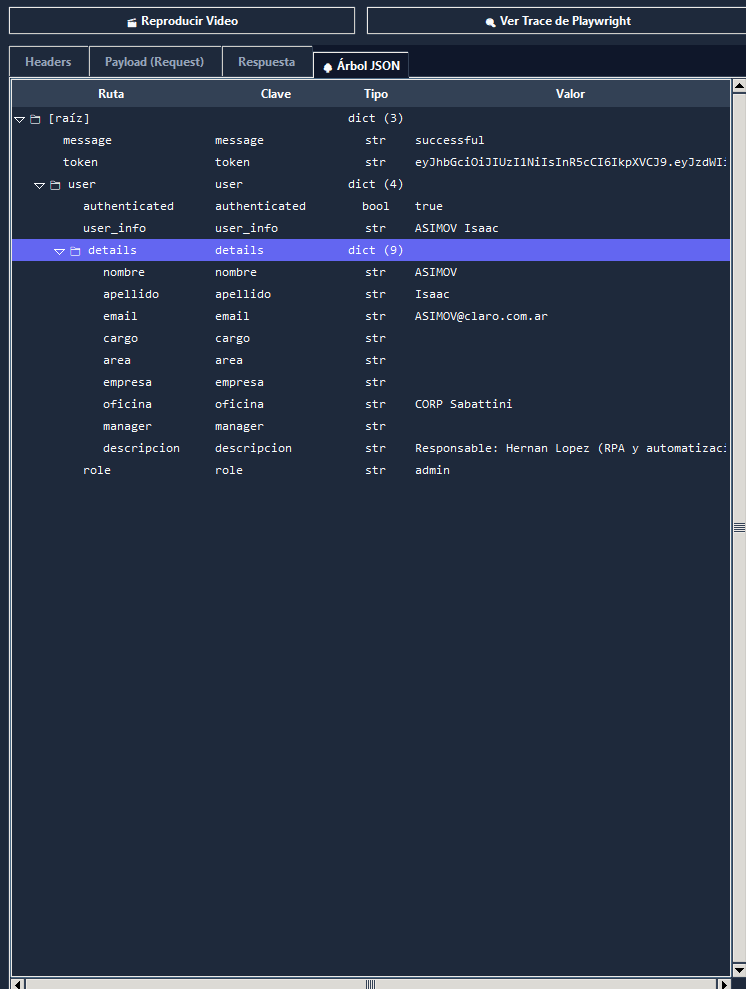 Reproducir Video
Ver Trace de Playwright
Headers Payload (Request) Respuesta Árbol JSON
Ruta Clave Tipo Valor
[raíz] dict (3)
message message str successful
token token str eyJhbGciOiJIUzI1NiIsInR5cCI6IkpXVCJ9.eyJzdWI
user user dict (4)
authenticated authenticated bool true
user_info user_info str ASIMOV Isaac
details details dict (9)
nombre nombre str ASIMOV
apellido apellido str Isaac
email email str ASIMOV@claro.com.ar
cargo cargo str
area area str
empresa empresa str
oficina oficina str CORP Sabattini
manager manager str
descripcion descripcion str Responsable: Hernan Lopez (RPA y automatizaci
role role str admin